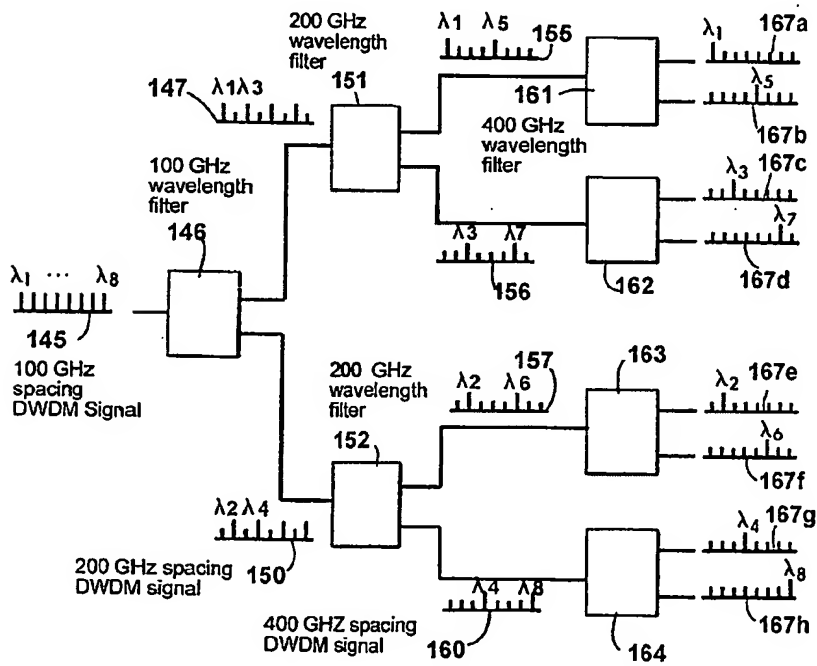 200 GHz
wavelength
filter
151
λ1 λ5
155
161
λ1
167a
λ5
167b
147
λ1λ3
400 GHz
wavelength
filter
100 GHz
wavelength
filter
146
λ3
167c
λ7
167d
162
λ3 λ7
156
λ1 ... λ8
145
100 GHz
spacing
DWDM Signal
200 GHz
wavelength
filter
152
λ2 λ6
157
163
λ2
167e
λ6
167f
λ2λ4
150
200 GHz spacing
DWDM signal
λ4 λ8
160
400 GHZ spacing
DWDM signal
164
λ4
167g
λ8
167h